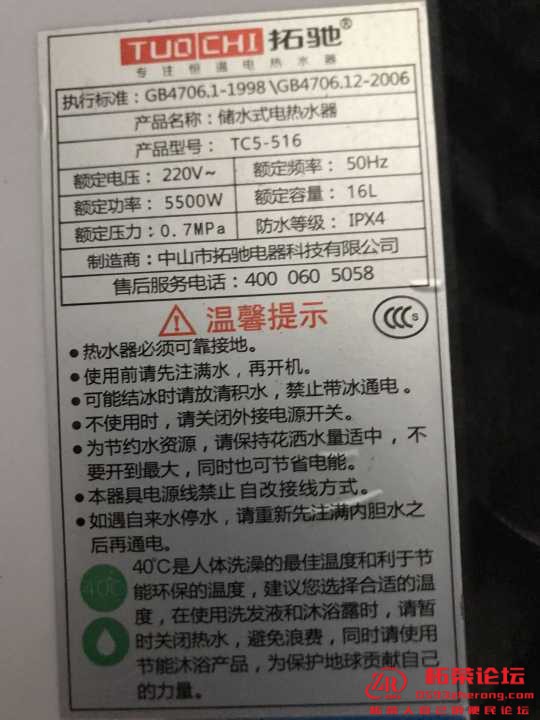 TUOCHI 拓驰®
专注恒温电热水器
执行标准：GB4706.1-1998\GB4706.12-2006
产品名称：储水式电热水器
产品型号： TC5-516
额定电压：220V~ 额定频率：50Hz
额定功率：5500W 额定容量：16L
额定压力：0.7MPa 防水等级：IPX4
制造商：中山市拓驰电器科技有限公司
售后服务电话：400 060 5058
温馨提示
CCC S
•热水器必须可靠接地。
•使用前请先注满水，再开机。
•可能结冰时请放清积水，禁止带冰通电。
•不使用时，请关闭外接电源开关。
•为节约水资源，请保持花洒水量适中，不
要开到最大，同时也可节省电能。
•本器具电源线禁止自改接线方式。
•如遇自来水停水，请重新先注满内胆水之
后再通电。
40℃
40℃是人体洗澡的最佳温度和利于节
能环保的温度，建议您选择合适的温
度，在使用洗发液和沐浴露时，请暂
时关闭热水，避免浪费，同时请使用
节能沐浴产品，为保护地球贡献自己
的力量。
柘荣论坛